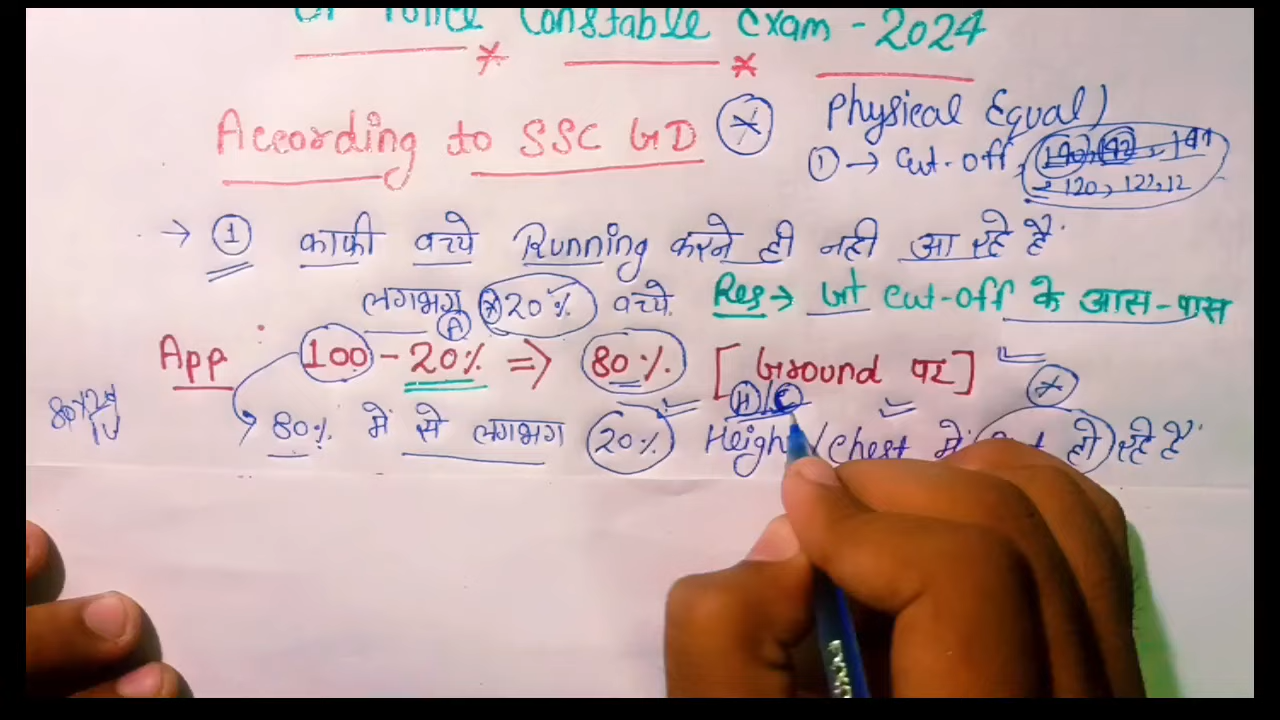 UP Police Constable Exam - 2024
According to SSC GD
Physical Equal)
① → Cut-off
120, 122, 12
→ ① काफी बच्चे Running करने ही नही आ रहे है
लगभग 20% बच्चे
Res → Wt Cut-off के आस-पास
App 100 - 20% => 80% [Ground पर]
A
H/C
80% में से लगभग 20% Height/Chest में हो रहे है